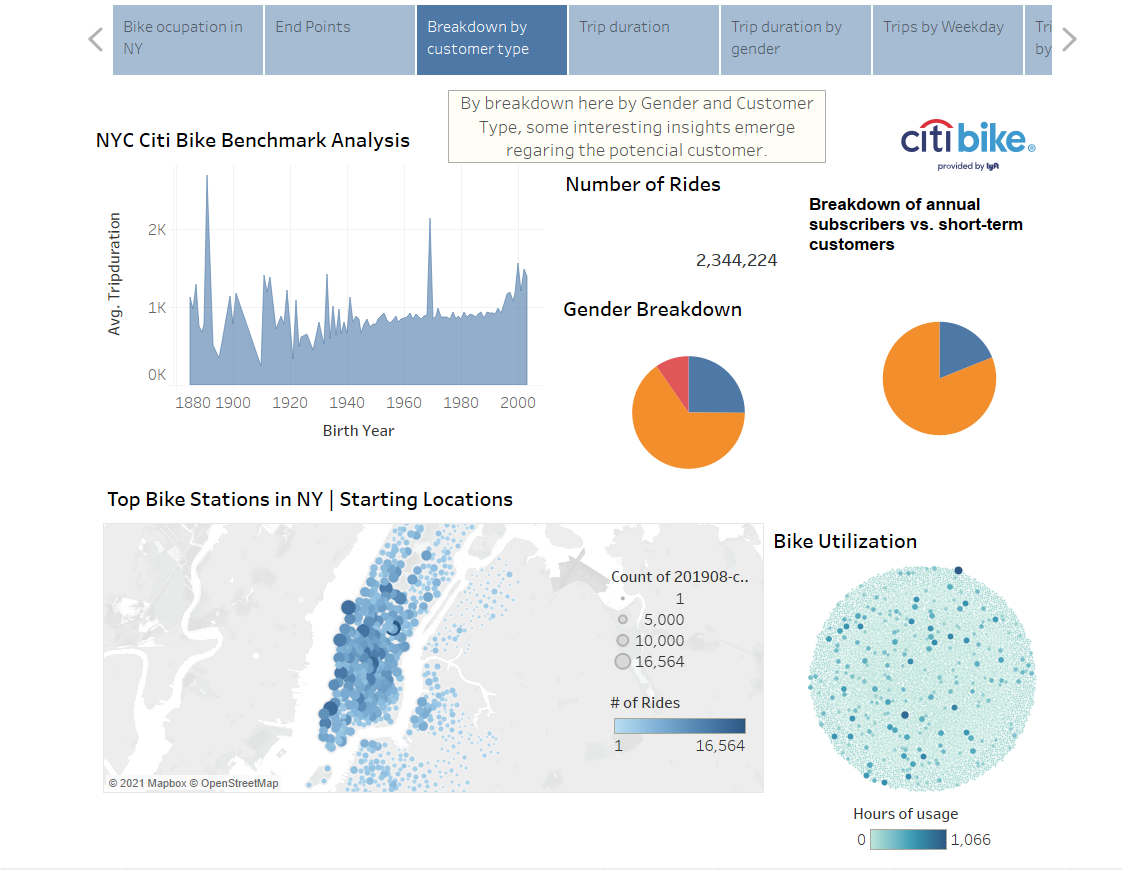 Bike ocupation in
NY
End Points
Breakdown by
customer type
Trip duration
Trip duration by
gender
Trips by Weekday
Tri
by
By breakdown here by Gender and Customer
Type, some interesting insights emerge
regaring the potencial customer.
NYC Citi Bike Benchmark Analysis
citi bike®
provided by lyft
Number of Rides
2,344,224
Breakdown of annual
subscribers vs. short-term
customers
Avg. Tripduration
2K
1K
0K
1880 1900 1920 1940 1960 1980 2000
Birth Year
Gender Breakdown
Top Bike Stations in NY | Starting Locations
Count of 201908-c..
1
5,000
10,000
16,564
# of Rides
1 16,564
© 2021 Mapbox © OpenStreetMap
Bike Utilization
Hours of usage
0 1,066